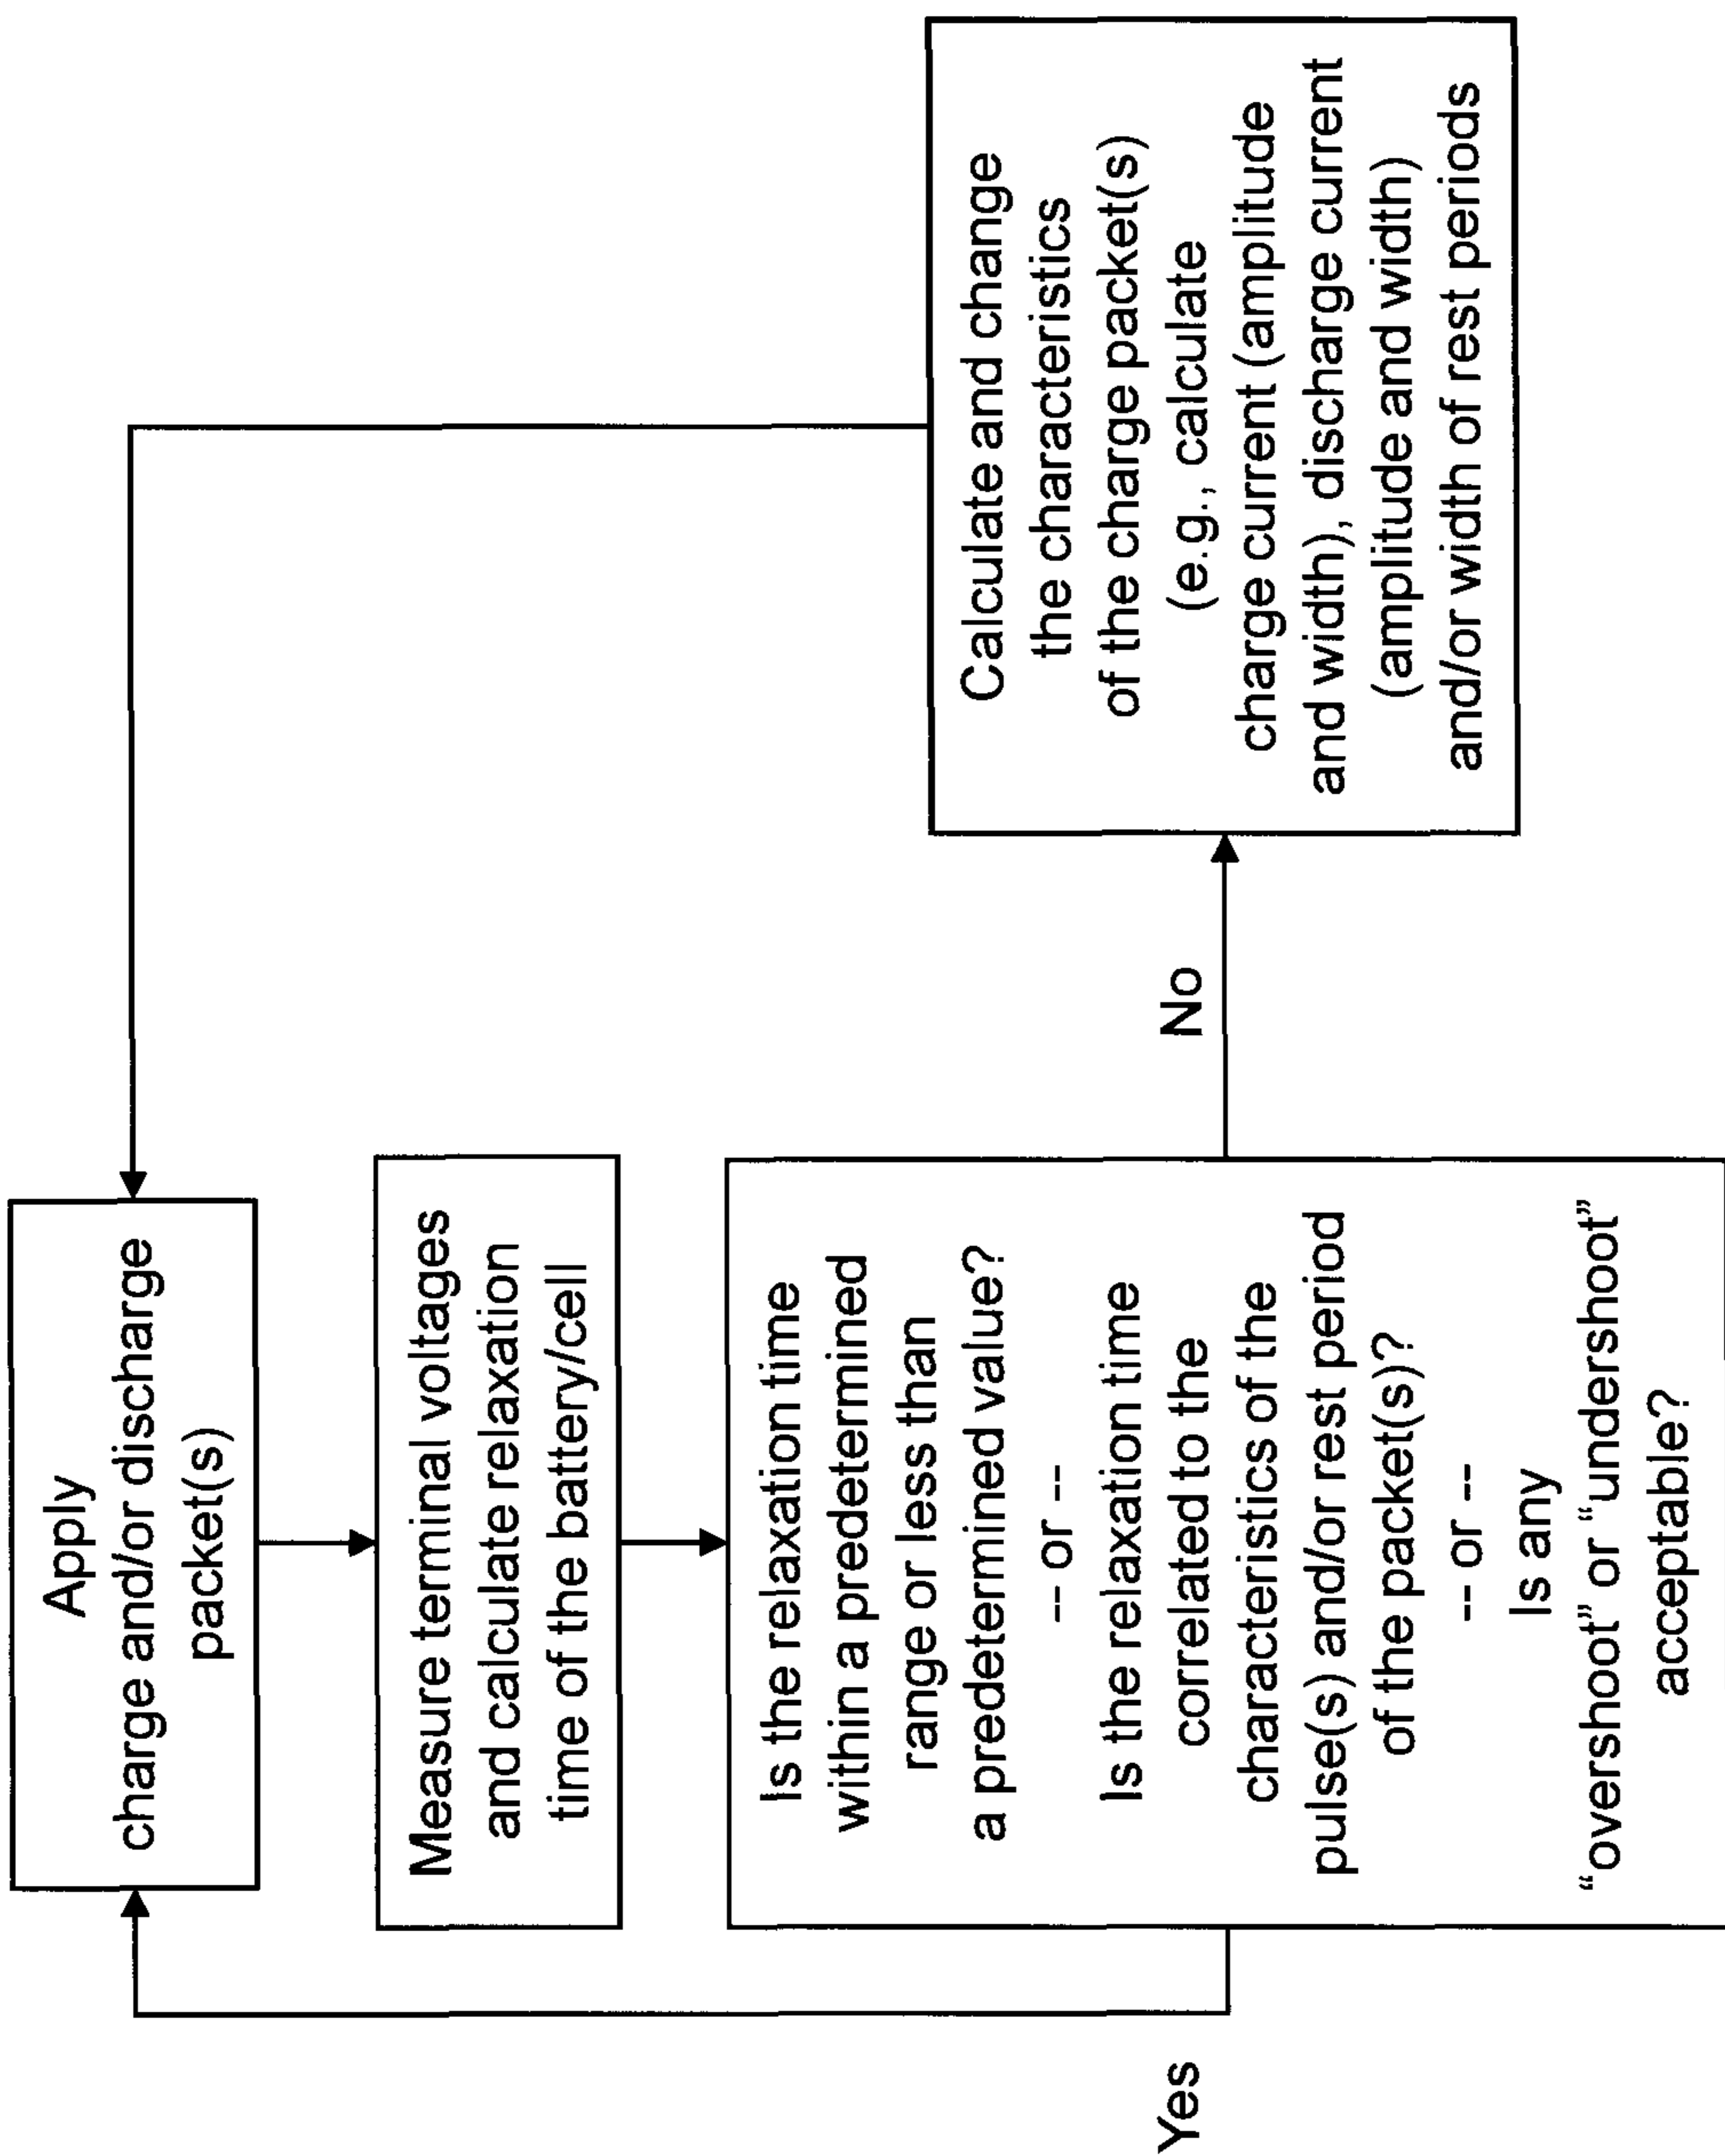 Apply
charge and/or discharge
packet(s)
Measure terminal voltages
and calculate relaxation
time of the battery/cell
Is the relaxation time
within a predetermined
range or less than
a predetermined value?
-- or --
Is the relaxation time
correlated to the
characteristics of the
pulse(s) and/or rest period
of the packet(s)?
-- or --
Is any
“overshoot” or “undershoot”
acceptable?
Yes
No
Calculate and change
the characteristics
of the charge packet(s)
(e.g., calculate
charge current (amplitude
and width), discharge current
(amplitude and width)
and/or width of rest periods